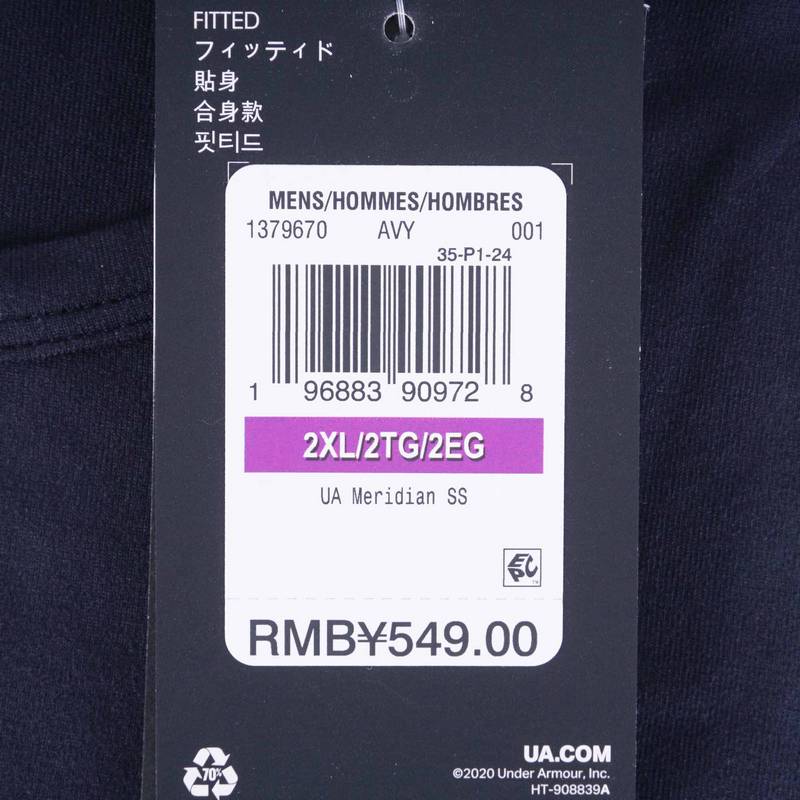 FITTED
フィッティド
貼身
合身款
핏티드
MENS/HOMMES/HOMBRES
1379670 AVY 001
35-P1-24
1 96883 90972 8
2XL/2TG/2EG
UA Meridian SS
EPC
RMB¥549.00
70%
UA.COM
©2020 Under Armour, Inc.
HT-908839A